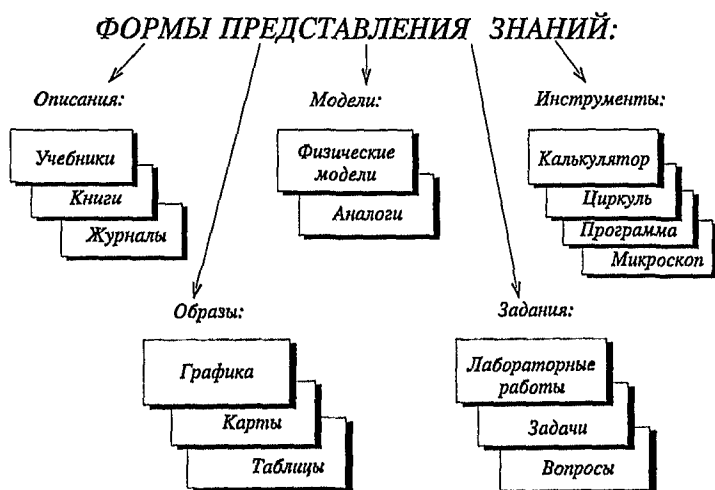 ФОРМЫ ПРЕДСТАВЛЕНИЯ ЗНАНИЙ:
Описания:
Учебники
Книги
Журналы
Модели:
Физические
модели
Аналоги
Инструменты:
Калькулятор
Циркуль
Программа
Микроскоп
Образы:
Графика
Карты
Таблицы
Задания:
Лабораторные
работы
Задачи
Вопросы